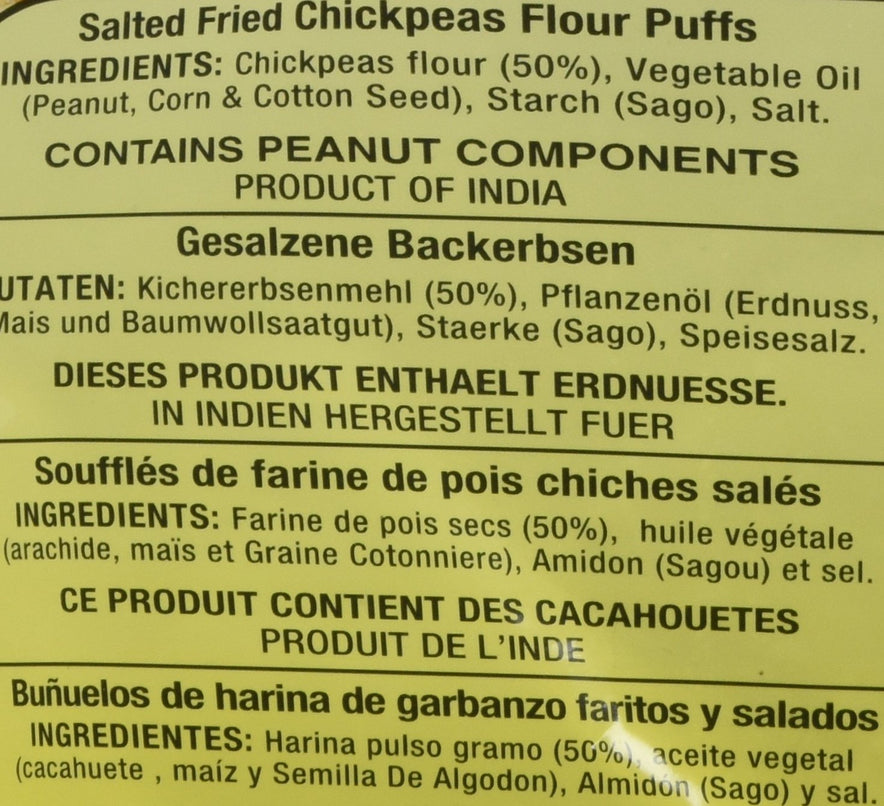 Salted Fried Chickpeas Flour Puffs
INGREDIENTS: Chickpeas flour (50%), Vegetable Oil
(Peanut, Corn & Cotton Seed), Starch (Sago), Salt.
CONTAINS PEANUT COMPONENTS
PRODUCT OF INDIA
Gesalzene Backerbsen
UTATEN: Kichererbsenmehl (50%), Pflanzenöl (Erdnuss,
Mais und Baumwollsaatgut), Staerke (Sago), Speisesalz.
DIESES PRODUKT ENTHAELT ERDNUESSE.
IN INDIEN HERGESTELLT FUER
Soufflés de farine de pois chiches salés
INGREDIENTS: Farine de pois secs (50%), huile végétale
(arachide, maïs et Graine Cotonniere), Amidon (Sagou) et sel.
CE PRODUIT CONTIENT DES CACAHOUETES
PRODUIT DE L'INDE
Buñuelos de harina de garbanzo faritos y salados
INGREDIENTES: Harina pulso gramo (50%), aceite vegetal
(cacahuete , maíz y Semilla De Algodon), Almidón (Sago) y sal.